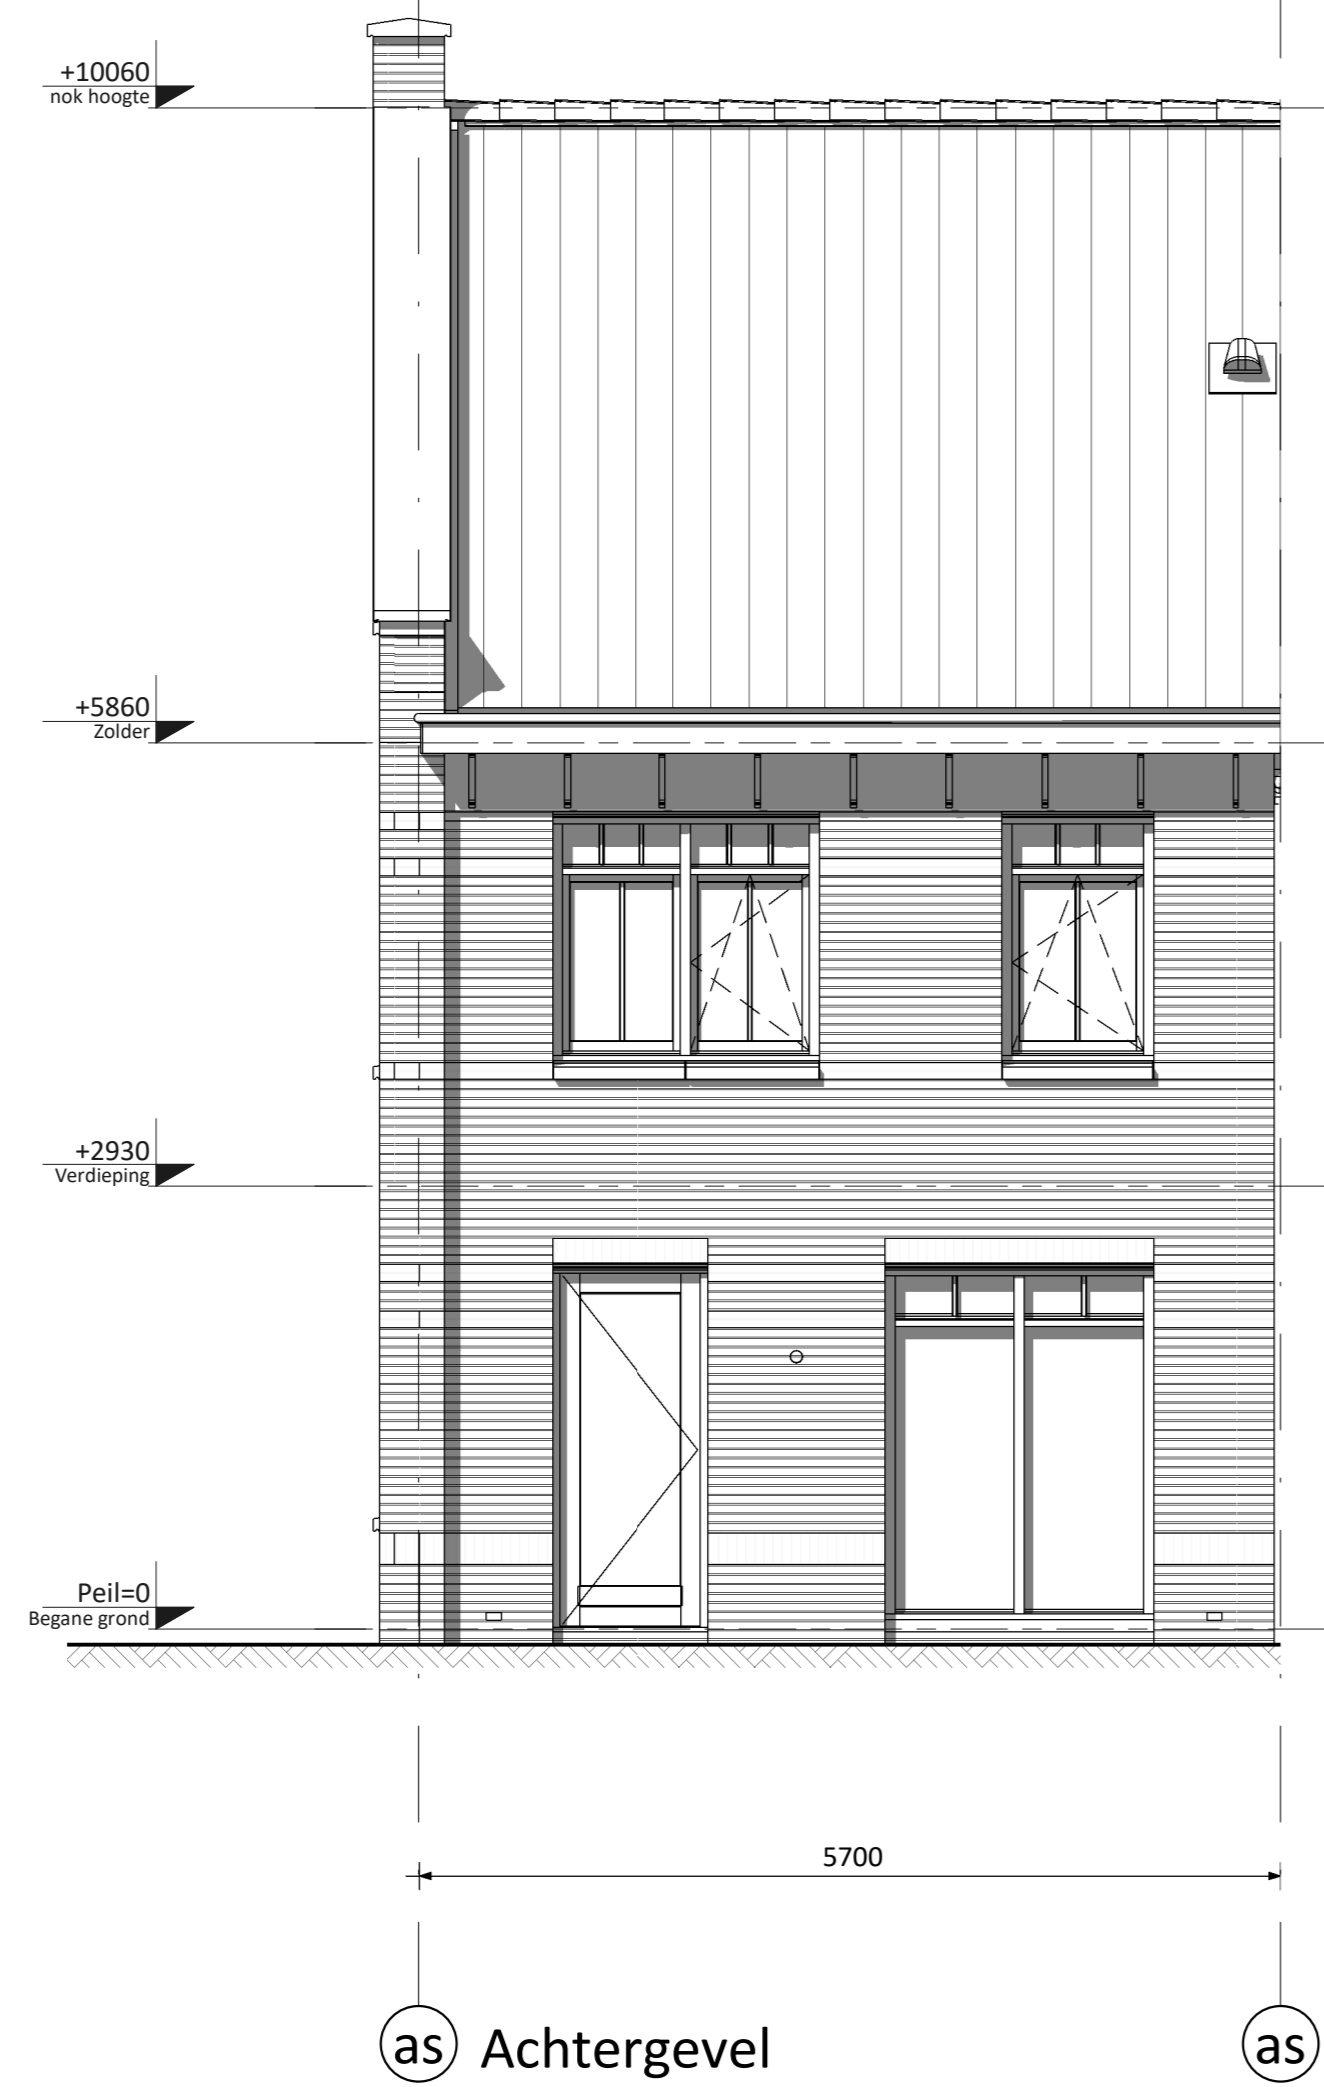 +10060
nok hoogte
+5860
Zolder
+2930
Verdieping
Peil=0
Begane grond
5700
as Achtergevel as